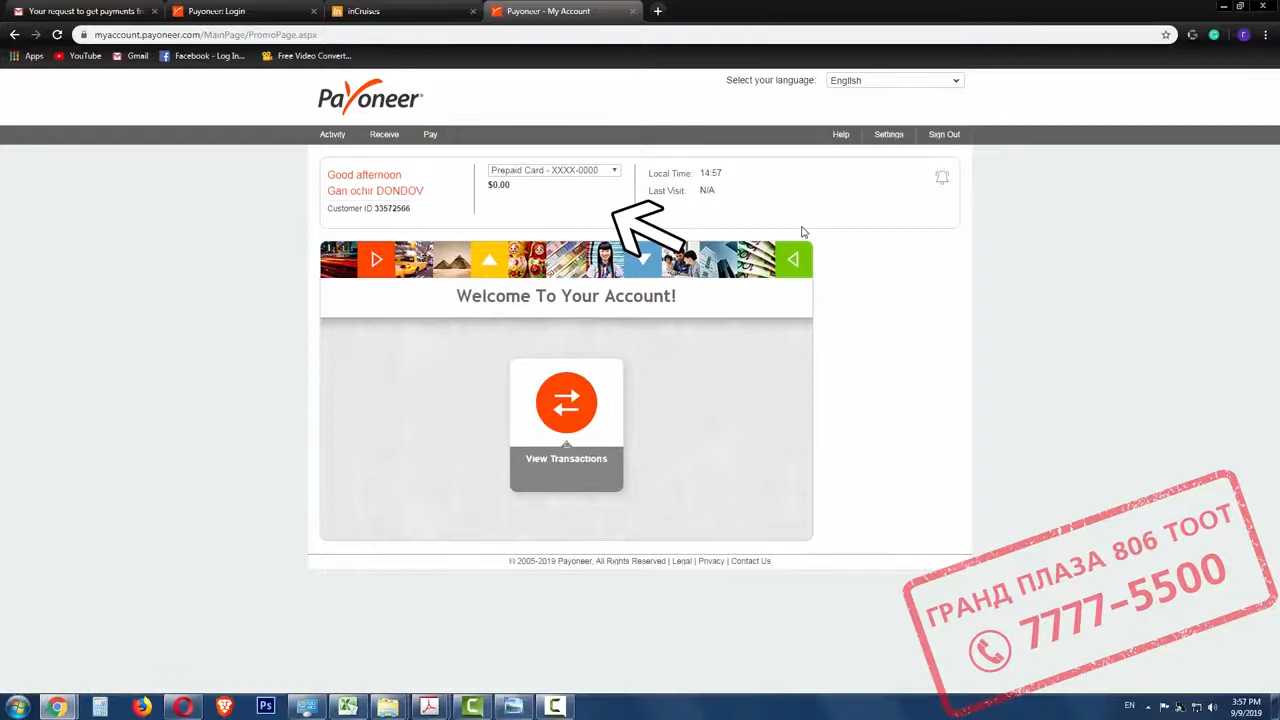 Your request to get payments fr
Payoneer: Login
inCruises
Payoneer - My Account
myaccount.payoneer.com/MainPage/PromoPage.aspx
Apps
YouTube
Gmail
Facebook - Log In...
Free Video Convert...
Select your language:
English
Payoneer
Activity
Receive
Pay
Help
Settings
Sign Out
Good afternoon
Gan ochir DONDOV
Customer ID 33572566
Prepaid Card - XXXX-0000
$0.00
Local Time: 14:57
Last Visit: N/A
Welcome To Your Account!
View Transactions
© 2005-2019 Payoneer, All Rights Reserved | Legal | Privacy | Contact Us
ГРАНД ПЛАЗА 806 ТООТ
7777-5500
EN
3:57 PM
9/9/2019